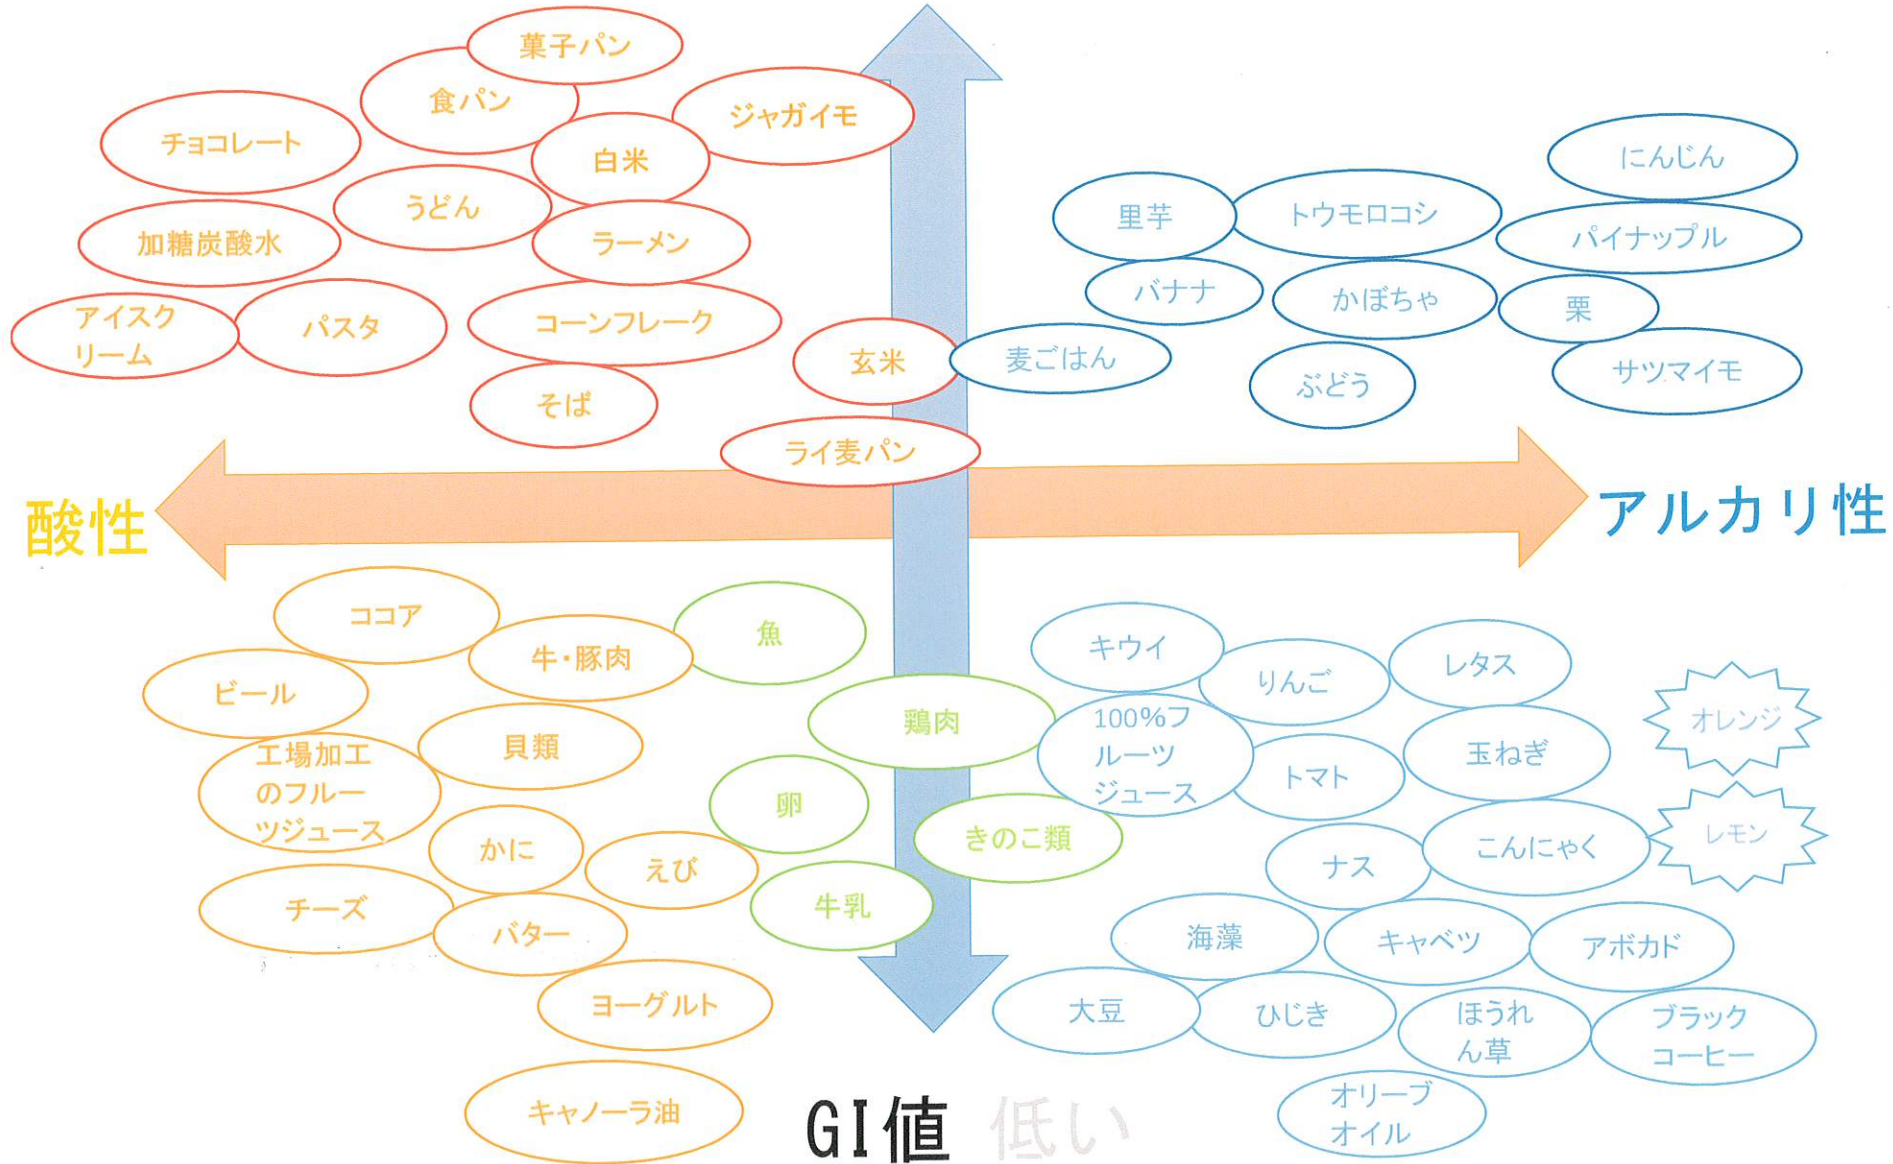 菓子パン
食パン
ジャガイモ
チョコレート
白米
うどん
加糖炭酸水
ラーメン
アイスク
リーム
パスタ
コーンフレーク
玄米
そば
ライ麦パン
にんじん
里芋
トウモロコシ
パイナップル
バナナ
かぼちゃ
栗
麦ごはん
ぶどう
サツマイモ
酸性
アルカリ性
ココア
魚
牛・豚肉
ビール
鶏肉
貝類
工場加工
のフルー
ツジュース
卵
かに
えび
きのこ類
チーズ
バター
牛乳
ヨーグルト
キャノーラ油
キウイ
りんご
レタス
オレンジ
100%フ
ルーツ
ジュース
トマト
玉ねぎ
レモン
ナス
こんにゃく
海藻
キャベツ
アボカド
大豆
ひじき
ほうれ
ん草
ブラック
コーヒー
オリーブ
オイル
GI値 低い